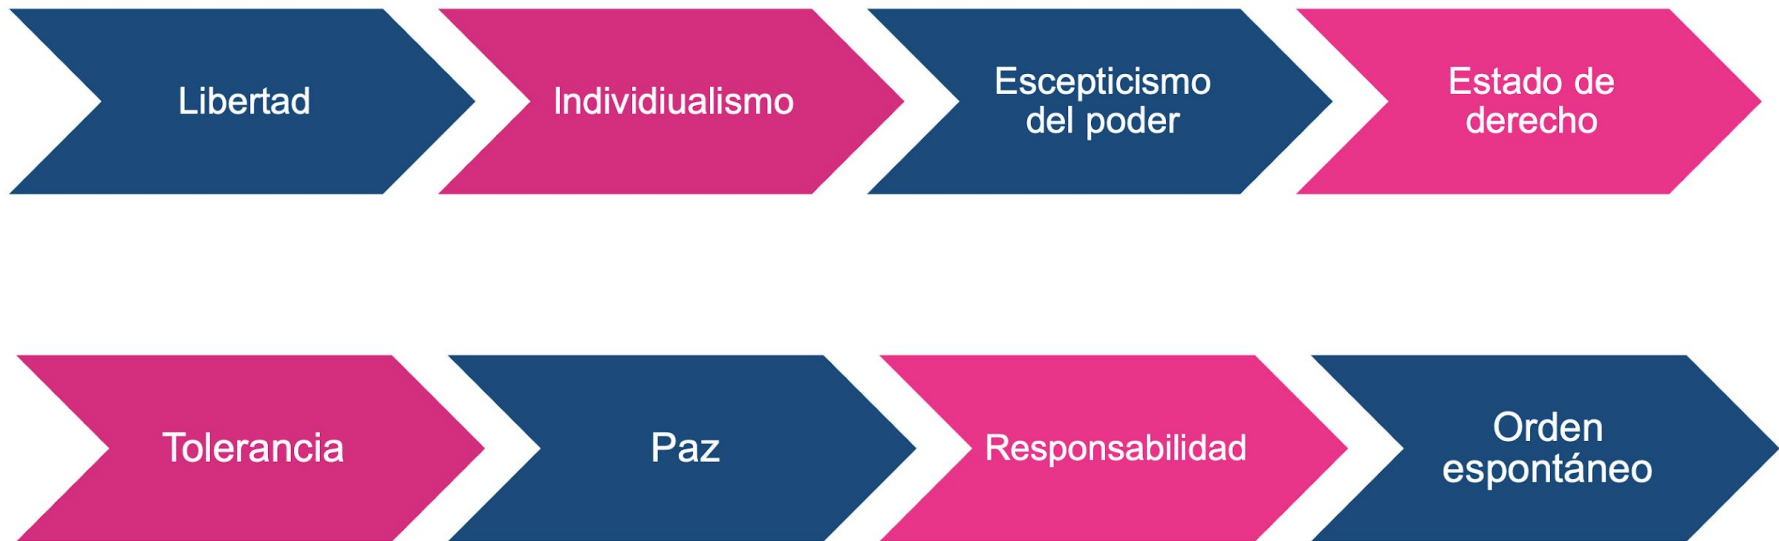 Libertad
Individiualismo
Escepticismo
del poder
Estado de
derecho
Tolerancia
Paz
Responsabilidad
Orden
espontáneo